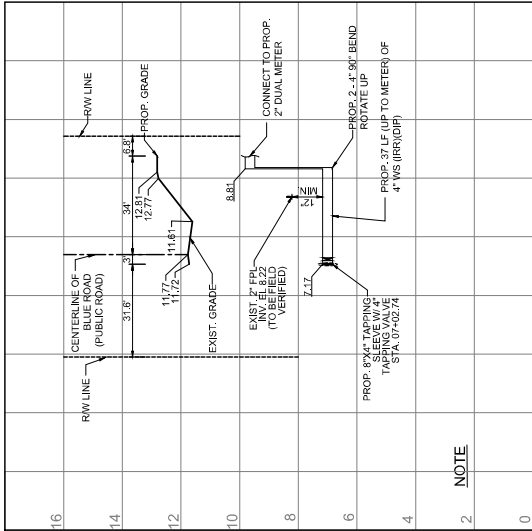 R/W LINE
31.6'
CENTERLINE OF
BLUE ROAD
(PUBLIC ROAD)
3'
34'
6.8'
R/W LINE
PROP. GRADE
12.81
12.77
11.61
11.77
11.72
EXIST. GRADE
CONNECT TO PROP.
2" DUAL METER
8.81
EXIST. 2" FPL
INV. EL 8.22
(TO BE FIELD
VERIFIED)
12"
MIN.
PROP. 2 - 4" 90° BEND
ROTATE UP
7.17
PROP. 37 LF (UP TO METER) OF
4" WS (IRR)(DIP)
PROP. 8"X4" TAPPING
SLEEVE W/ 4"
TAPPING VALVE
STA. 07+02.74
NOTE
16
14
12
10
8
6
4
2
0